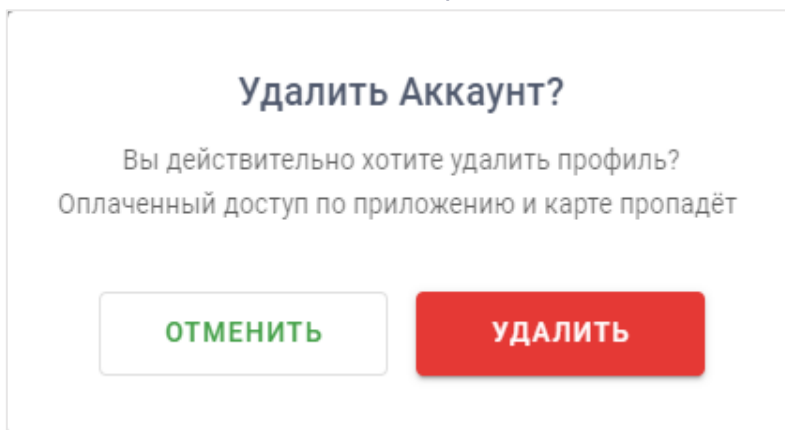 Удалить Аккаунт?
Вы действительно хотите удалить профиль?
Оплаченный доступ по приложению и карте пропадёт
ОТМЕНИТЬ
УДАЛИТЬ